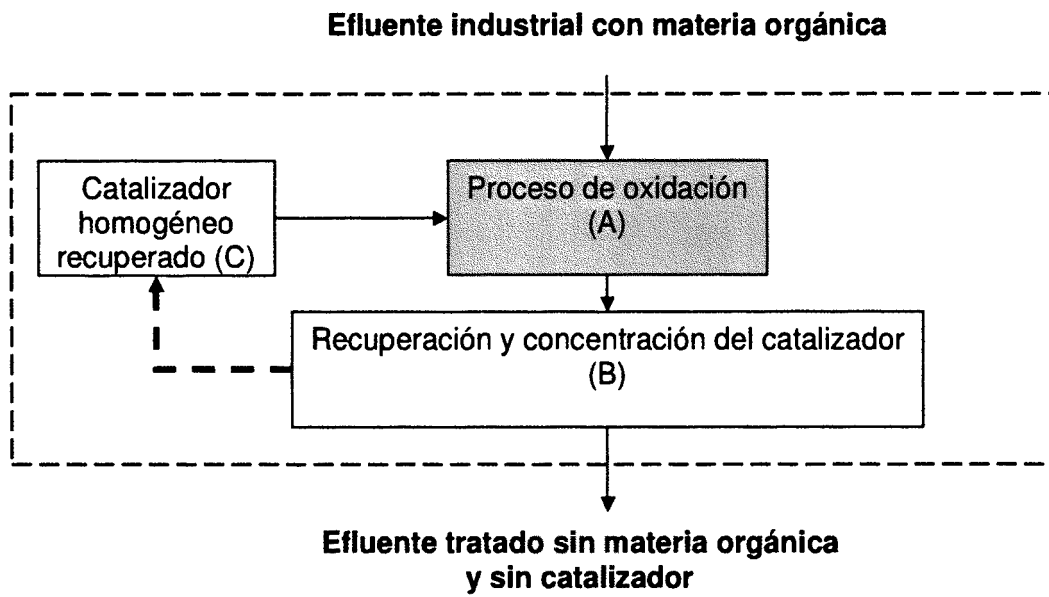 Efluente industrial con materia orgánica
Catalizador
homogéneo
recuperado (C)
Proceso de oxidación
(A)
Recuperación y concentración del catalizador
(B)
Efluente tratado sin materia orgánica
y sin catalizador